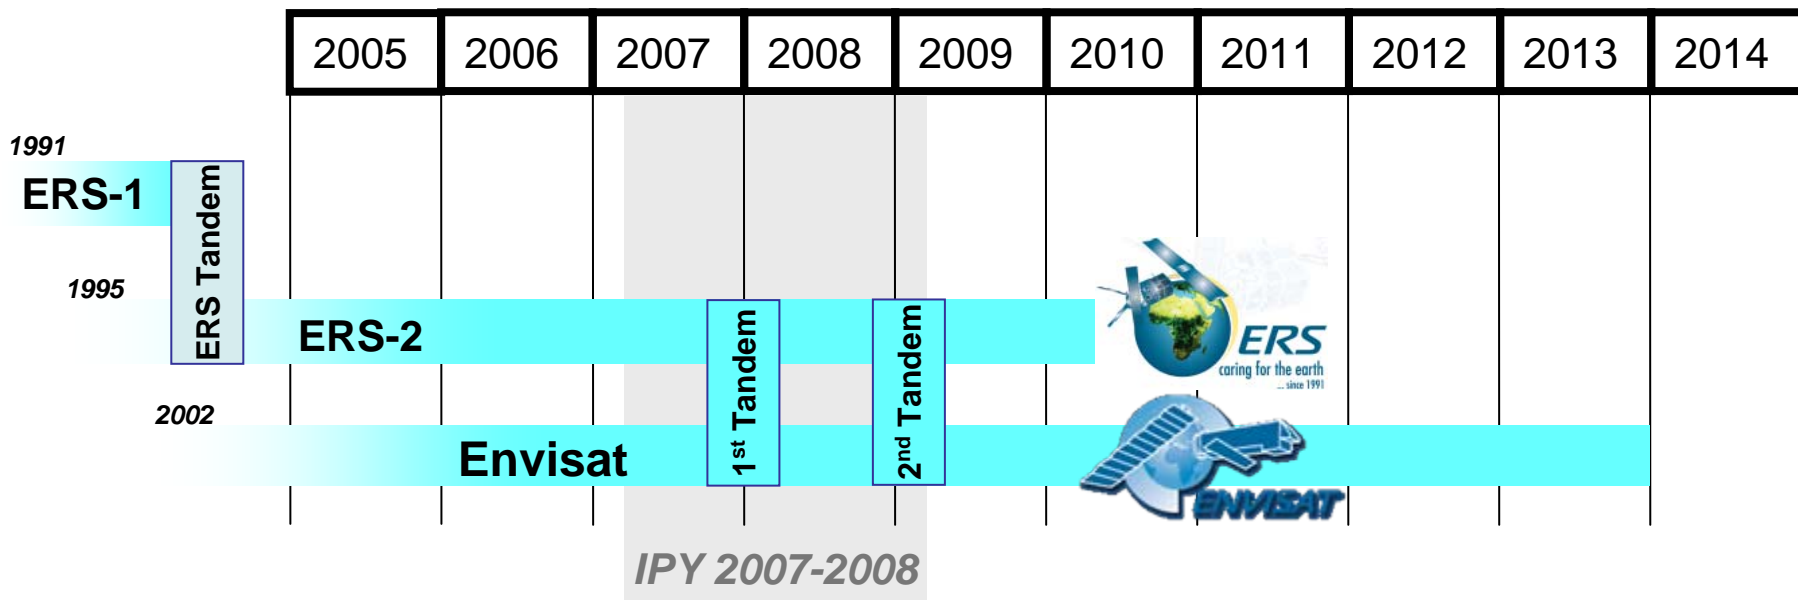 2005 2006 2007 2008 2009 2010 2011 2012 2013 2014
1991
ERS-1
ERS Tandem
1995
ERS-2
1st Tandem
2nd Tandem
ERS
caring for the earth
... since 1991
2002
Envisat
ENVISAT
IPY 2007-2008